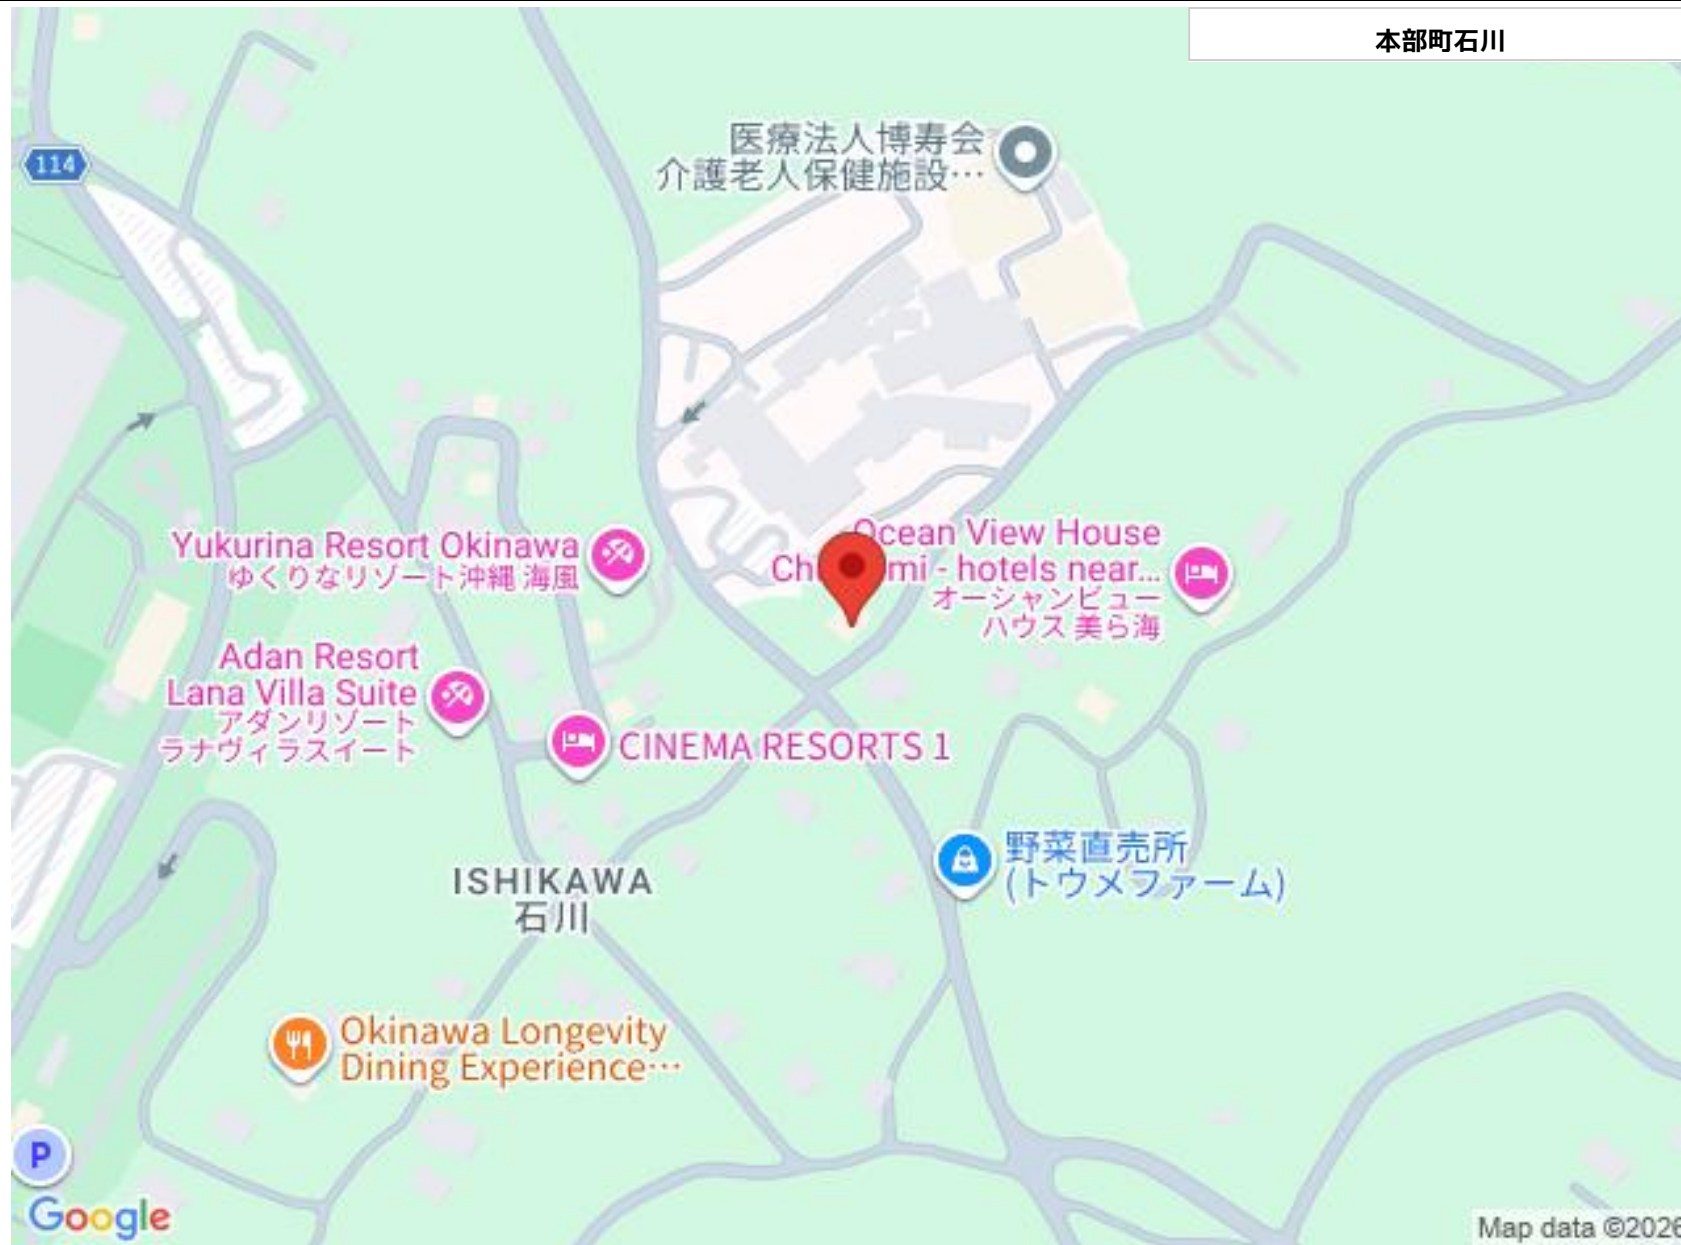 本部町石川
医療法人博寿会
介護老人保健施設…
114
Ocean View House
- hotels near...
オーシャンビュー
ハウス 美ら海
Yukurina Resort Okinawa
ゆくりなリゾート沖縄 海風
Adan Resort
Lana Villa Suite
アダンリゾート
ラナヴィラスイート
CINEMA RESORTS 1
野菜直売所
(トウメファーム)
ISHIKAWA
石川
Okinawa Longevity
Dining Experience…
P
Google
Map data ©2026